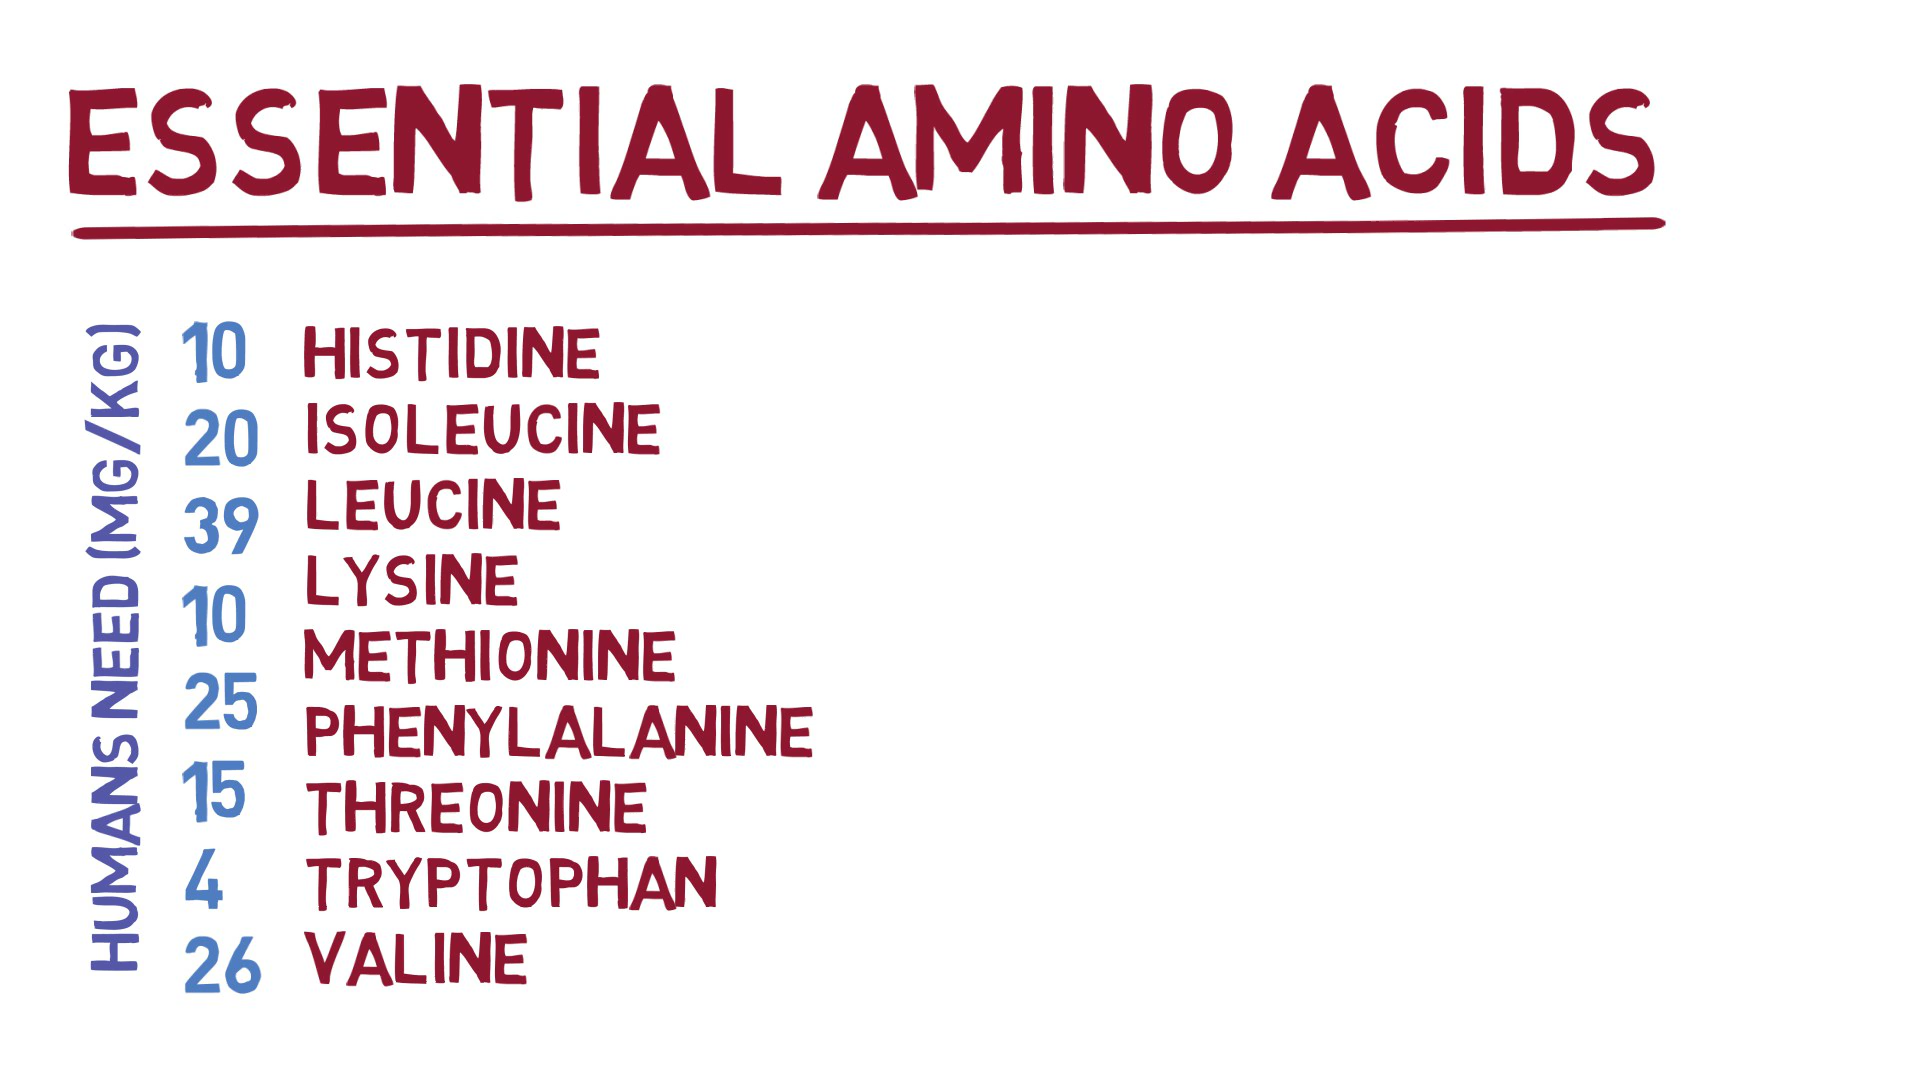 ESSENTIAL AMINO ACIDS
HUMANS NEED (MG/KG)
10
20
39
10
25
15
4
26
HISTIDINE
ISOLEUCINE
LEUCINE
LYSINE
METHIONINE
PHENYLALANINE
THREONINE
TRYPTOPHAN
VALINE